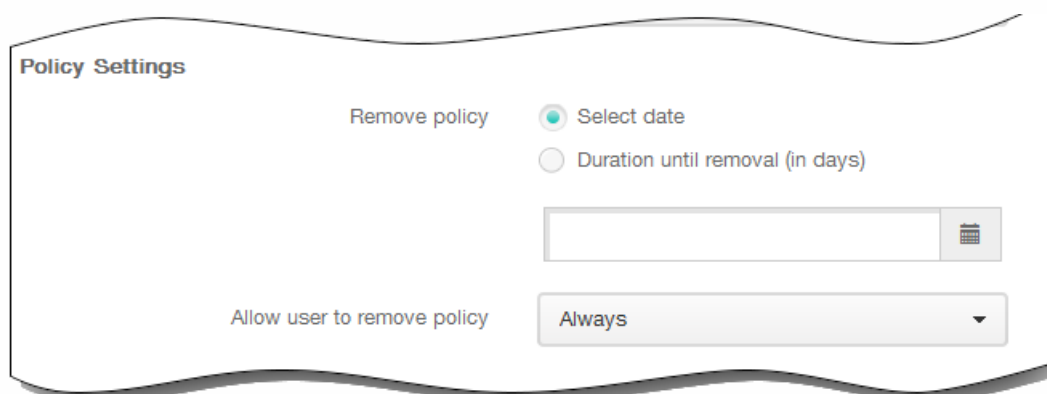 Policy Settings
Remove policy
Select date
Duration until removal (in days)
Allow user to remove policy
Always